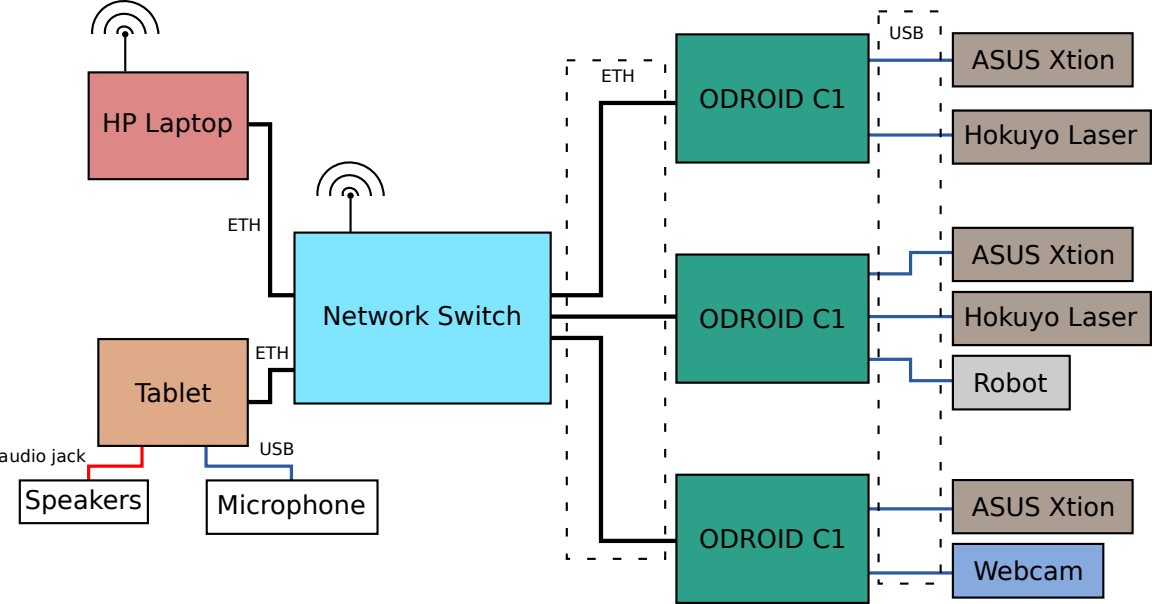 HP Laptop
ETH
Network Switch
ETH
Tablet
audio jack
USB
Speakers
Microphone
ETH
ODROID C1
USB
ASUS Xtion
Hokuyo Laser
ODROID C1
ASUS Xtion
Hokuyo Laser
Robot
ODROID C1
ASUS Xtion
Webcam